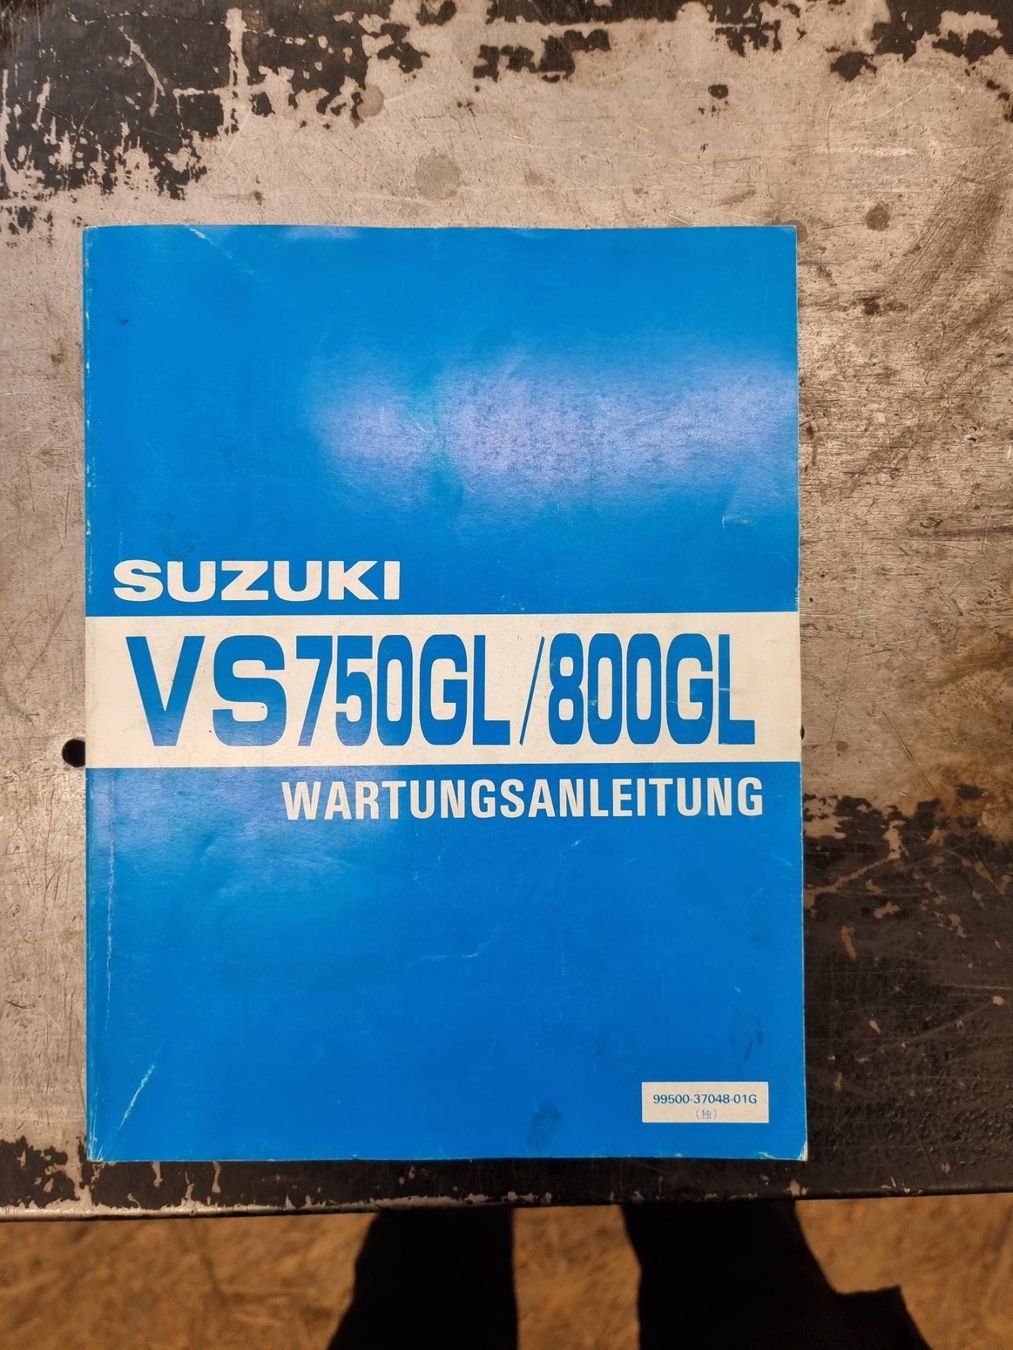 SUZUKI
VS750GL/800GL
WARTUNGSANLEITUNG
99500-37048-01G
(独)